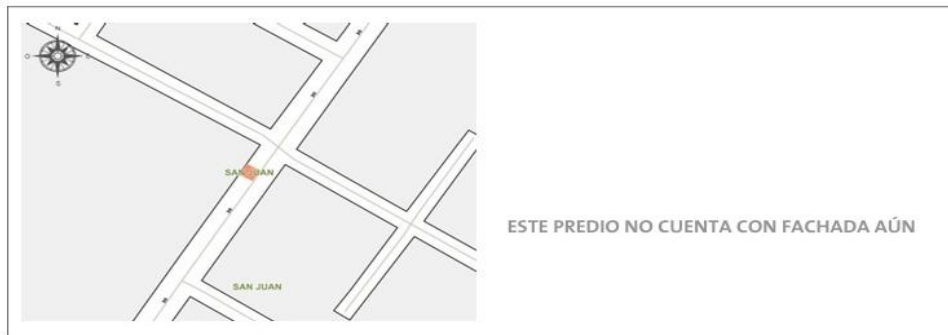 N
O
E
S
SAN JUAN
ESTE PREDIO NO CUENTA CON FACHADA AÚN
SAN JUAN